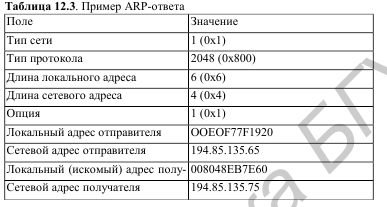 Таблица 12.3. Пример ARP-ответа
Поле Значение
Тип сети 1 (0x1)
Тип протокола 2048 (0x800)
Длина локального адреса 6 (0x6)
Длина сетевого адреса 4 (0x4)
Опция 1 (0x1)
Локальный адрес отправителя OOEOF77F1920
Сетевой адрес отправителя 194.85.135.65
Локальный (искомый) адрес полу- 008048EB7E60
Сетевой адрес получателя 194.85.135.75
БГУ